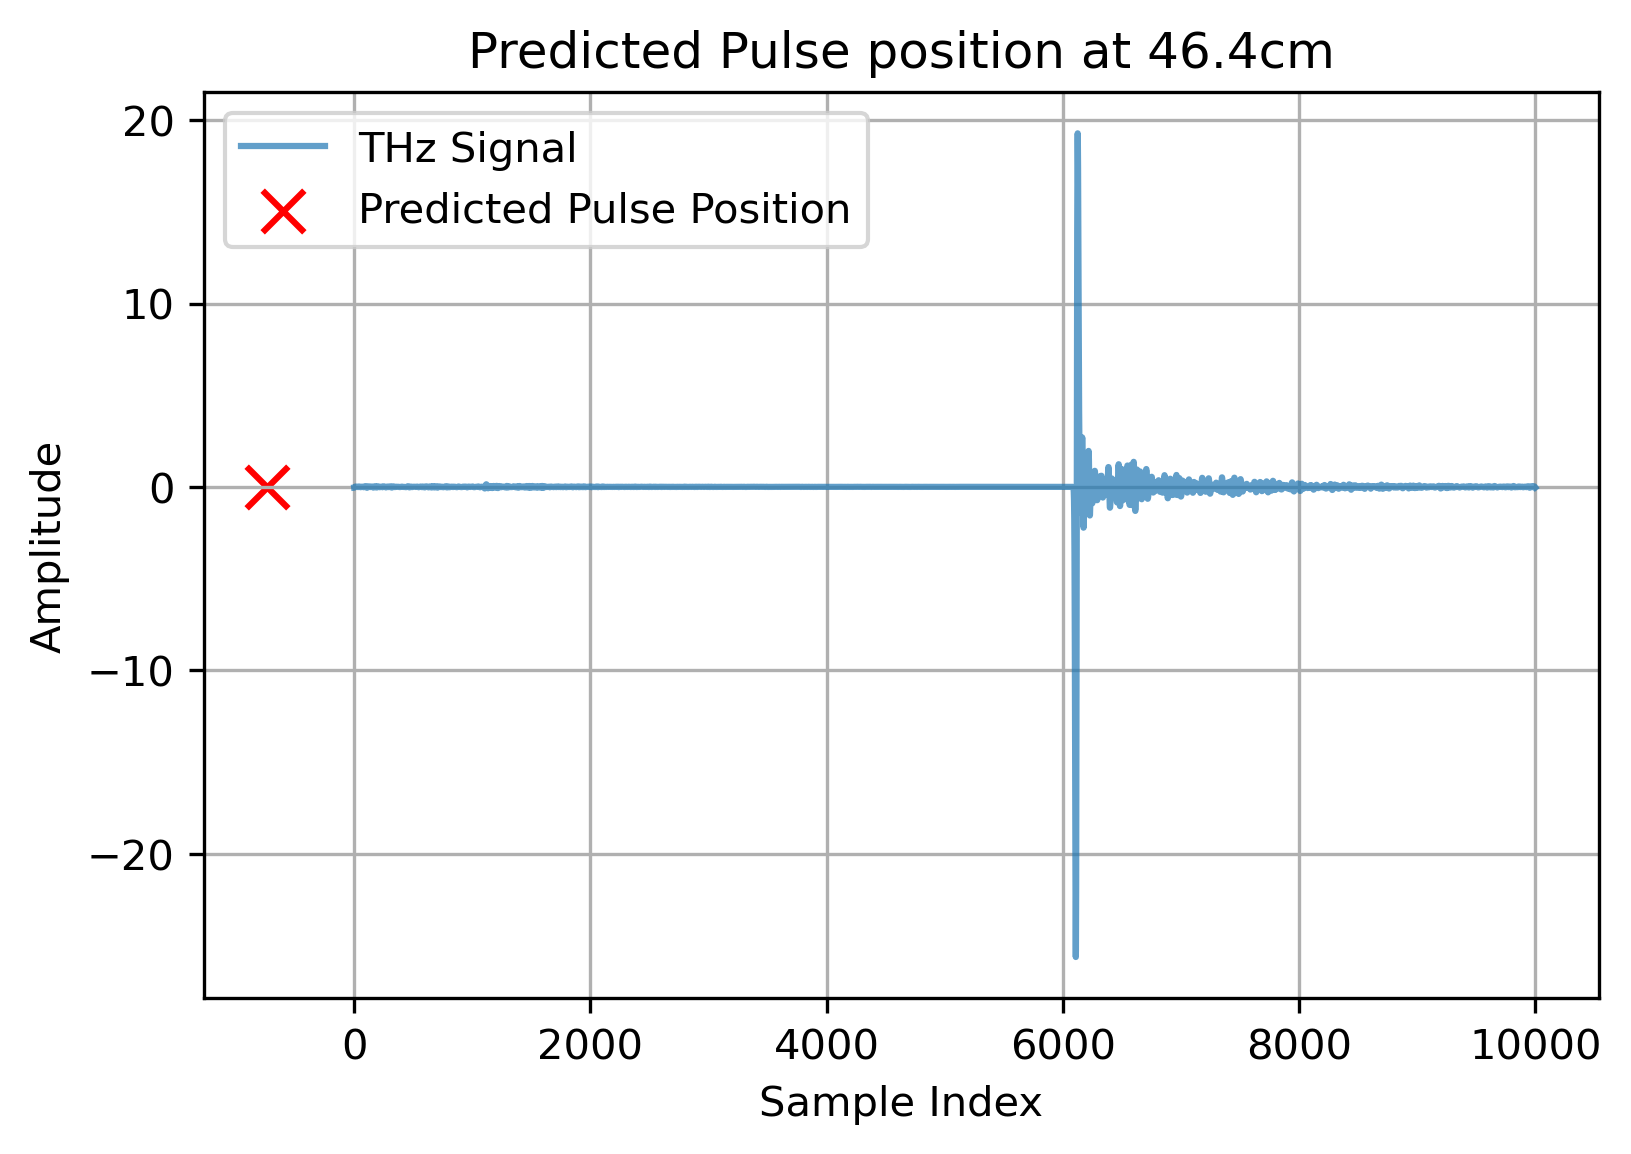 Predicted Pulse position at 46.4cm
THz Signal
Predicted Pulse Position
20
10
0
−10
−20
Amplitude
0 2000 4000 6000 8000 10000
Sample Index